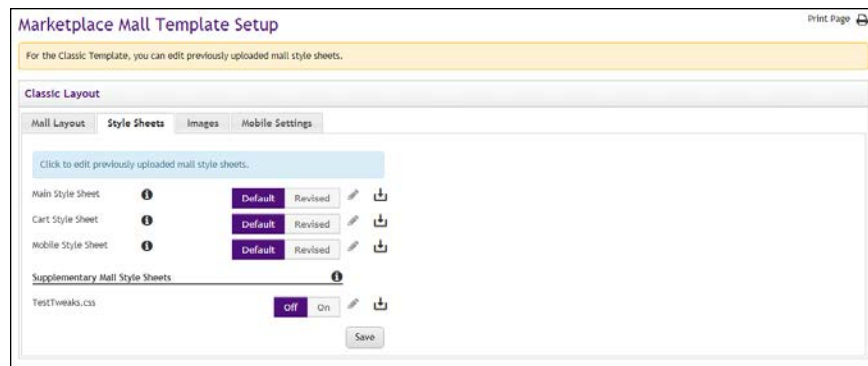 Marketplace Mall Template Setup
Print Page
For the Classic Template, you can edit previously uploaded mall style sheets.
Classic Layout
Mall Layout Style Sheets Images Mobile Settings
Click to edit previously uploaded mall style sheets.
Main Style Sheet Default Revised
Cart Style Sheet Default Revised
Mobile Style Sheet Default Revised
Supplementary Mall Style Sheets
TestTweaks.css Off On
Save